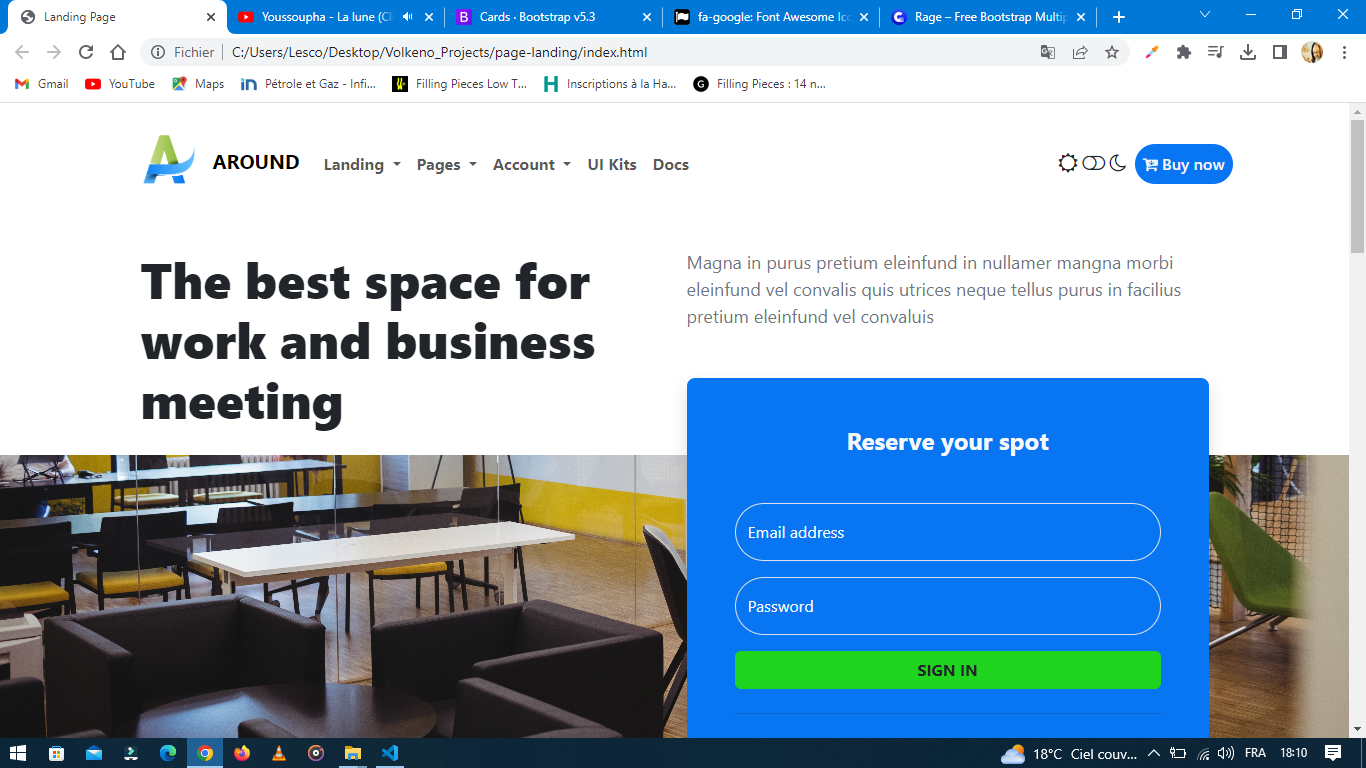 Landing Page
Youssoupha - La lune (Cl
Cards · Bootstrap v5.3
fa-google: Font Awesome Ico
Rage – Free Bootstrap Multip
Fichier
C:/Users/Lesco/Desktop/Volkeno_Projects/page-landing/index.html
Gmail
YouTube
Maps
Pétrole et Gaz - Infi...
Filling Pieces Low T...
Inscriptions à la Ha...
Filling Pieces : 14 n...
AROUND
Landing
Pages
Account
UI Kits
Docs
Buy now
The best space for
work and business
meeting
Magna in purus pretium eleinfund in nullamer mangna morbi
eleinfund vel convalis quis utrices neque tellus purus in facilius
pretium eleinfund vel convaluis
Reserve your spot
Email address
Password
SIGN IN
18°C Ciel couv...
FRA
18:10